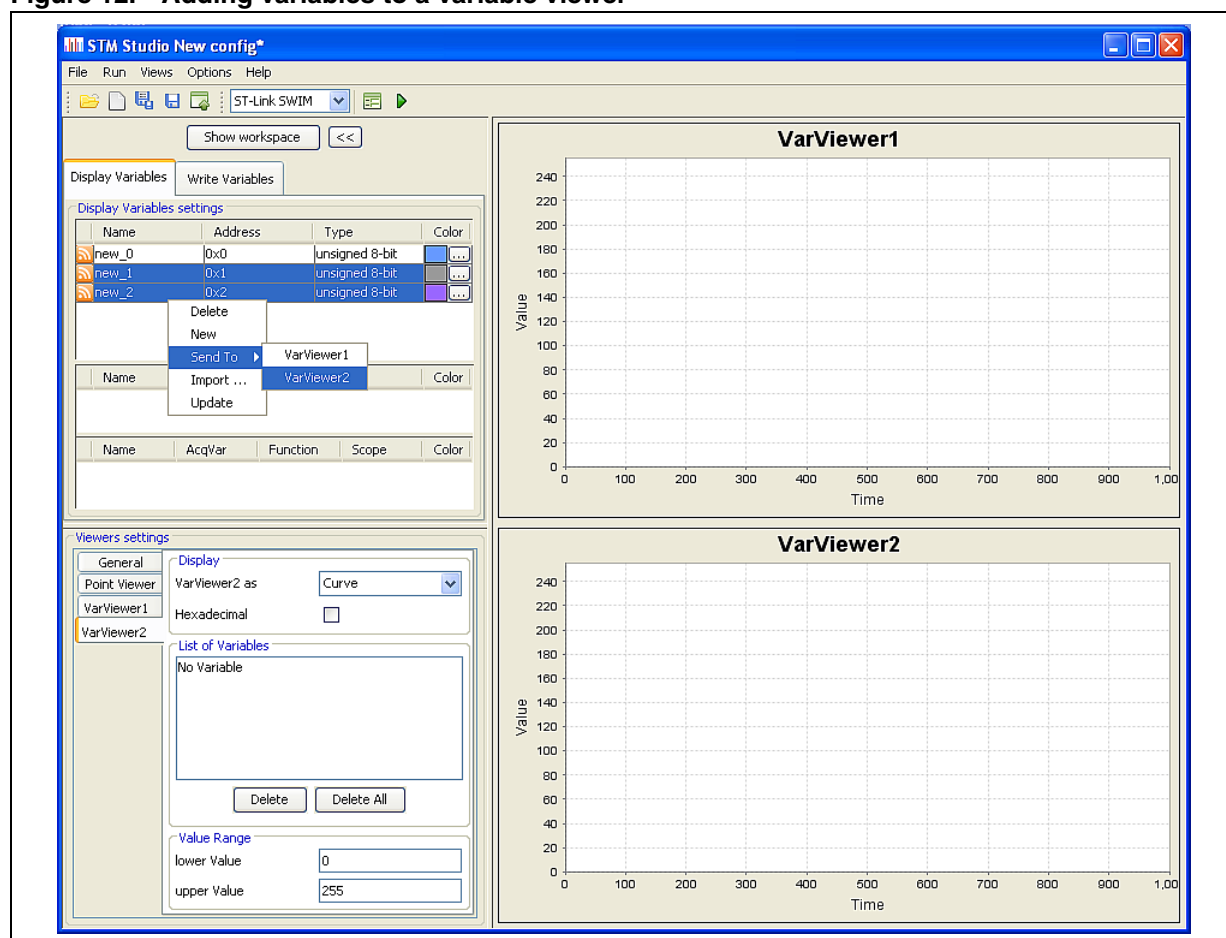 Figure 12. Adding variables to a variable viewer
STM Studio New config*
File Run Views Options Help
ST-Link SWIM
Show workspace <<
Display Variables Write Variables
Display Variables settings
Name Address Type Color
new_0 0x0 unsigned 8-bit ...
new_1 0x1 unsigned 8-bit ...
new_2 0x2 unsigned 8-bit ...
Delete
New
Send To VarViewer1
Import ... VarViewer2
Update
Name Color
Name AcqVar Function Scope Color
Viewers settings
General
Point Viewer
VarViewer1
VarViewer2
Display
VarViewer2 as Curve
Hexadecimal
List of Variables
No Variable
Delete Delete All
Value Range
lower Value 0
upper Value 255
VarViewer1
Value
240
220
200
180
160
140
120
100
80
60
40
20
0
0 100 200 300 400 500 600 700 800 900 1,00
Time
VarViewer2
Value
240
220
200
180
160
140
120
100
80
60
40
20
0
0 100 200 300 400 500 600 700 800 900 1,00
Time